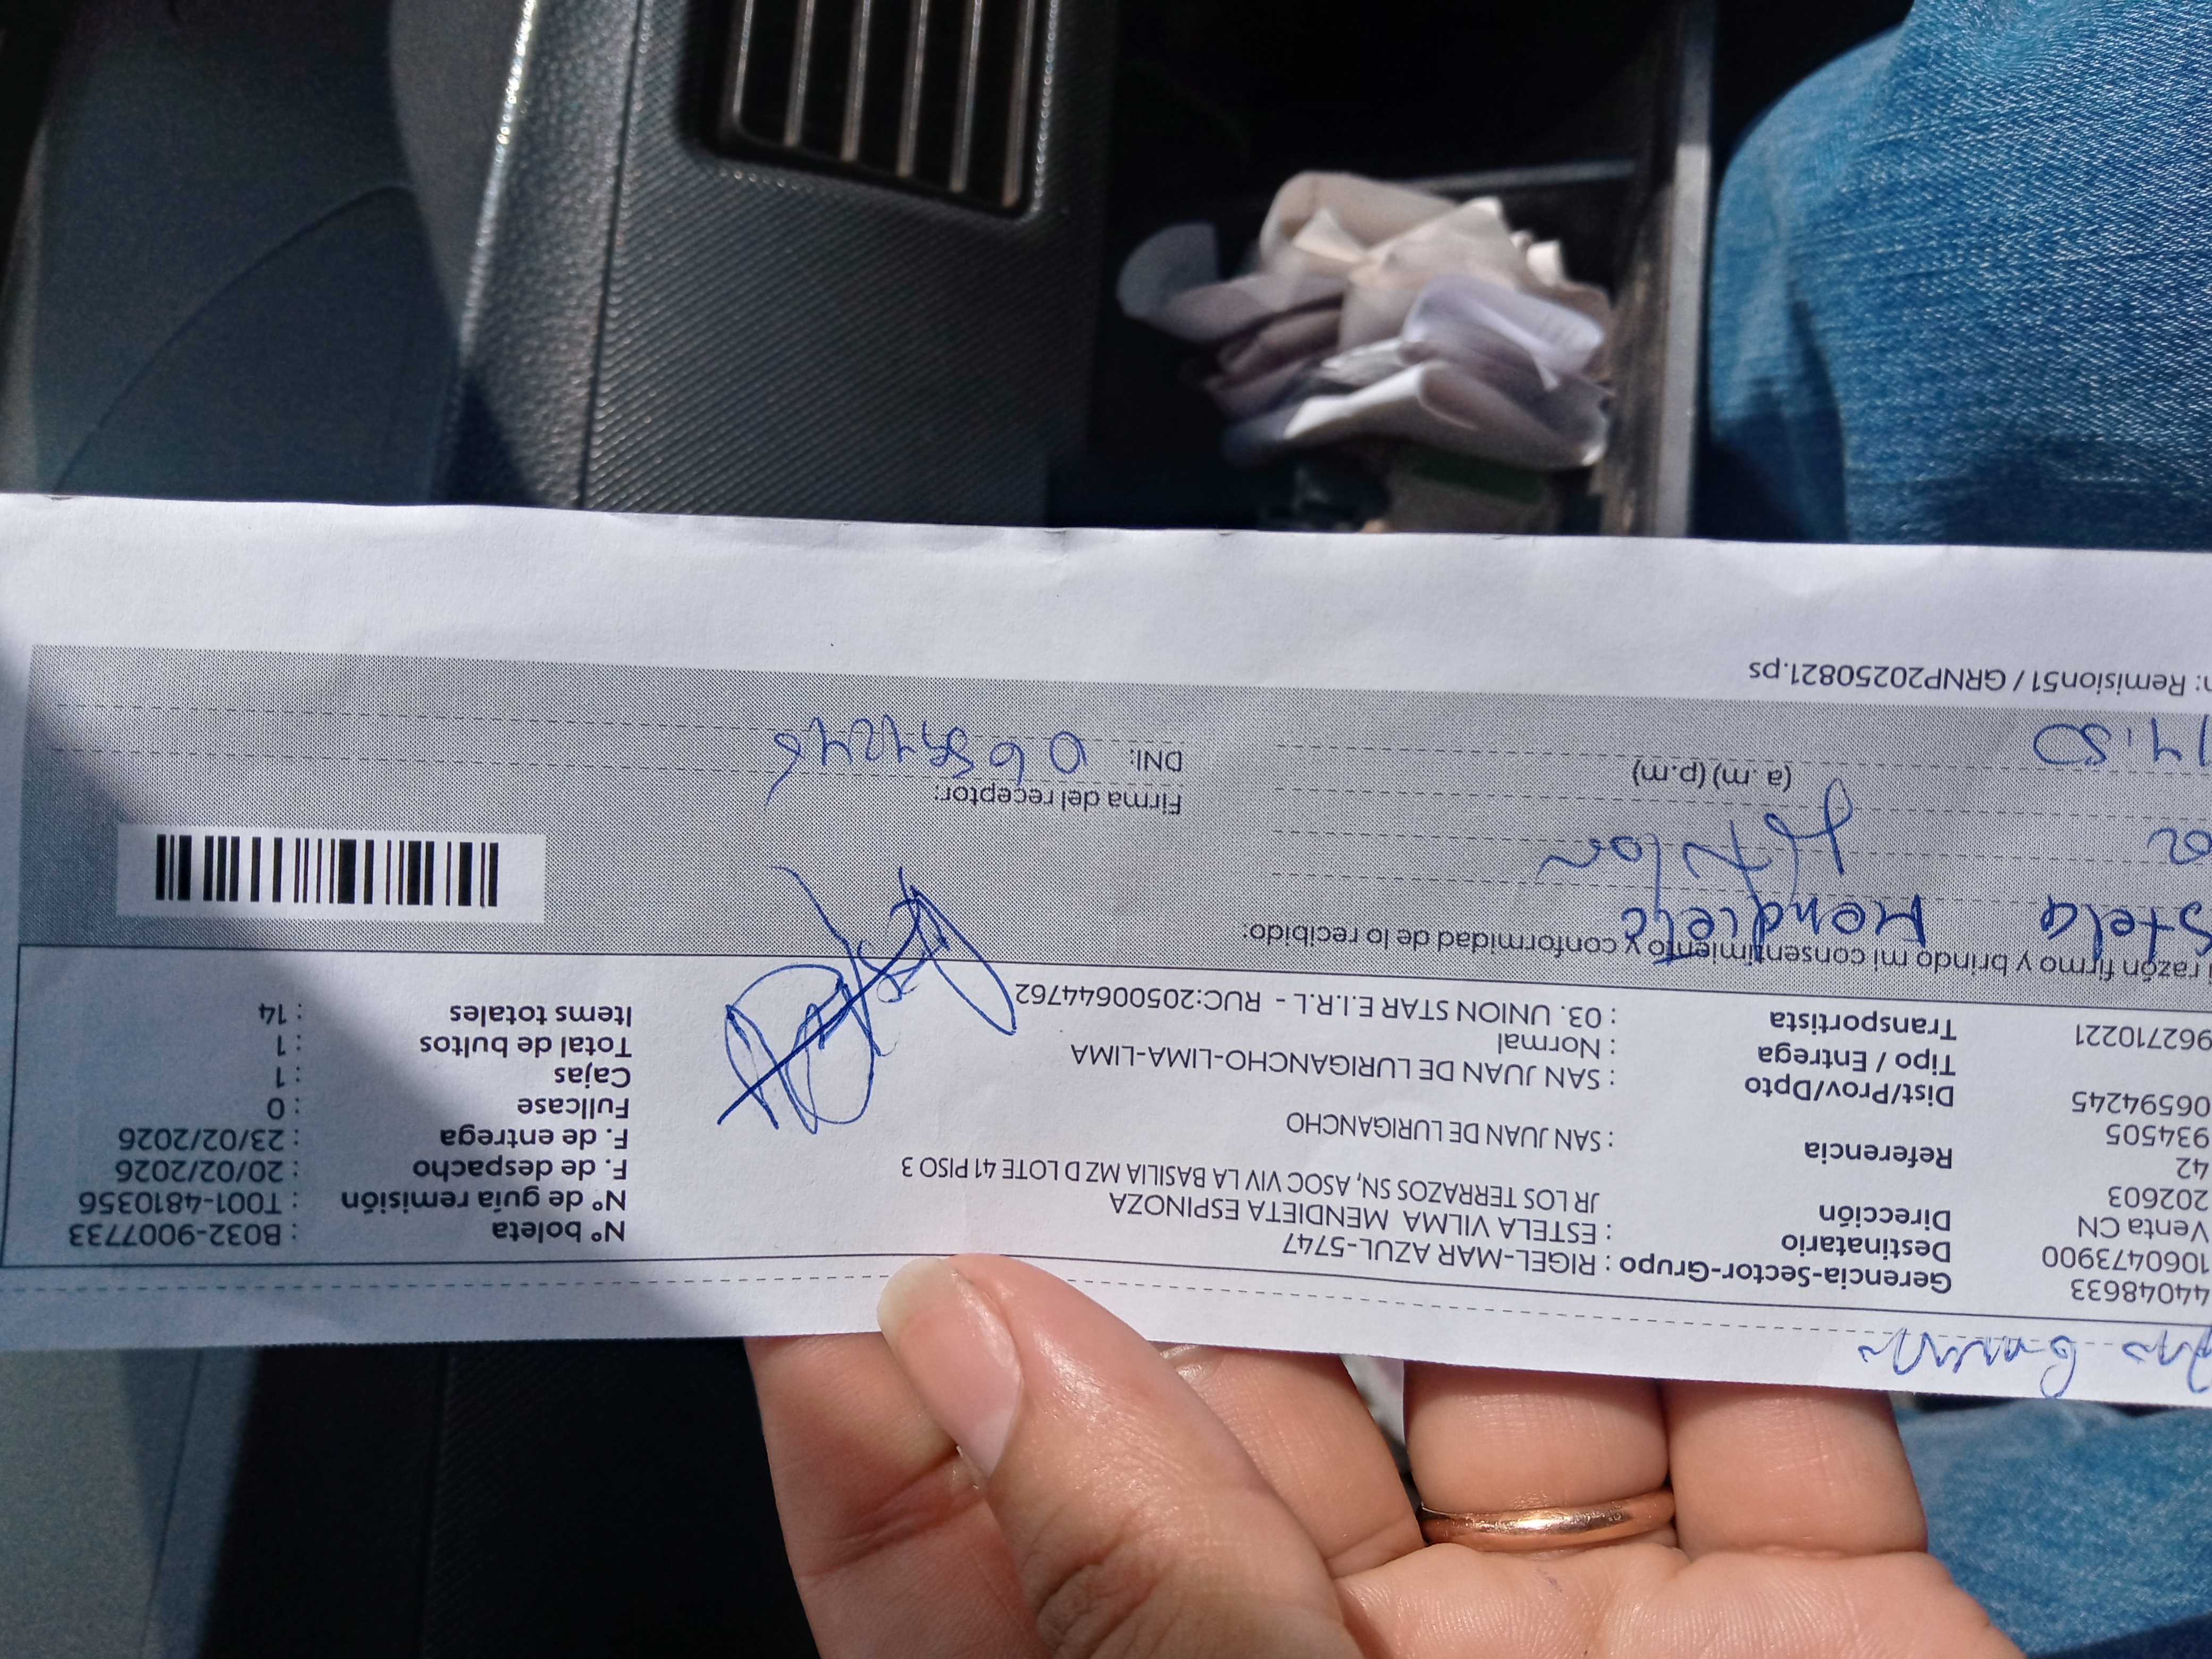 44048633 Gerencia-Sector-Grupo : RIGEL-MAR AZUL-5747
1060473900 Destinatario : ESTELA VILMA MENDIETA ESPINOZA Nº boleta : B032-9007733
Venta CN Dirección JR LOS TERRAZOS SN, ASOC VIV LA BASILIA MZ D LOTE 41 PISO 3 Nº de guía remisión : T001-4810356
202603 F. de despacho : 20/02/2026
42 Referencia : SAN JUAN DE LURIGANCHO F. de entrega : 23/02/2026
934505 Fullcase : 0
06594245 Dist/Prov/Dpto : SAN JUAN DE LURIGANCHO-LIMA-LIMA Cajas : 1
Tipo / Entrega : Normal Total de bultos : 1
962710221 Transportista : 03. UNION STAR E.I.R.L - RUC:20500644762 Items totales : 14
razón firmo y brindo mi consentimiento y conformidad de lo recibido:
stela Mendieta
Titular
Firma del receptor:
14:50 (a.m) (p.m) DNI:
n: Remision51 / GRNP20250821.ps